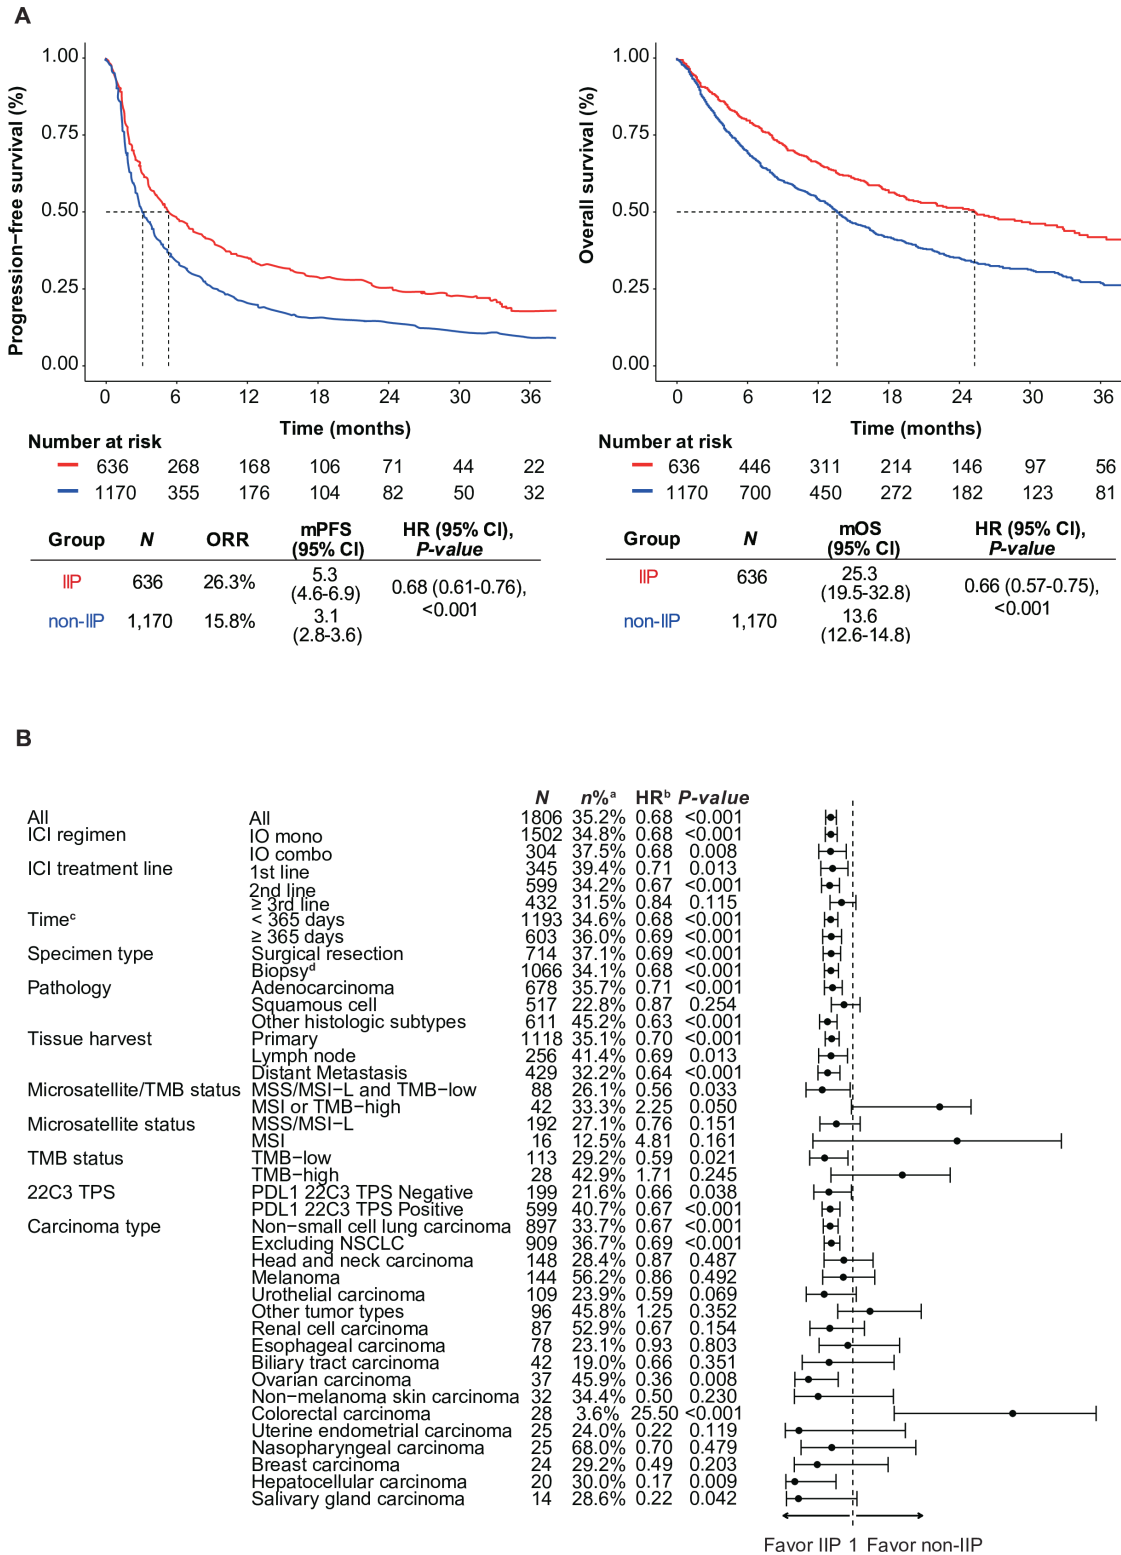 A
Progression−free survival (%)
1.00
0.75
0.50
0.25
0.00
0 6 12 18 24 30 36
Time (months)
Number at risk
636 268 168 106 71 44 22
1170 355 176 104 82 50 32
Group N ORR mPFS (95% CI) HR (95% CI), P-value
IIP 636 26.3% 5.3 (4.6-6.9) 0.68 (0.61-0.76), <0.001
non-IIP 1,170 15.8% 3.1 (2.8-3.6)
Overall survival (%)
1.00
0.75
0.50
0.25
0.00
0 6 12 18 24 30 36
Time (months)
Number at risk
636 446 311 214 146 97 56
1170 700 450 272 182 123 81
Group N mOS (95% CI) HR (95% CI), P-value
IIP 636 25.3 (19.5-32.8) 0.66 (0.57-0.75), <0.001
non-IIP 1,170 13.6 (12.6-14.8)
B
N n%ᵃ HRᵇ P-value
All All 1806 35.2% 0.68 <0.001
ICI regimen IO mono 1502 34.8% 0.68 <0.001
IO combo 304 37.5% 0.68 0.008
ICI treatment line 1st line 345 39.4% 0.71 0.013
2nd line 599 34.2% 0.67 <0.001
≥ 3rd line 432 31.5% 0.84 0.115
Timeᶜ < 365 days 1193 34.6% 0.68 <0.001
≥ 365 days 603 36.0% 0.69 <0.001
Specimen type Surgical resection 714 37.1% 0.69 <0.001
Biopsyᵈ 1066 34.1% 0.68 <0.001
Pathology Adenocarcinoma 678 35.7% 0.71 <0.001
Squamous cell 517 22.8% 0.87 0.254
Other histologic subtypes 611 45.2% 0.63 <0.001
Tissue harvest Primary 1118 35.1% 0.70 <0.001
Lymph node 256 41.4% 0.69 0.013
Distant Metastasis 429 32.2% 0.64 <0.001
Microsatellite/TMB status MSS/MSI−L and TMB−low 88 26.1% 0.56 0.033
MSI or TMB−high 42 33.3% 2.25 0.050
Microsatellite status MSS/MSI−L 192 27.1% 0.76 0.151
MSI 16 12.5% 4.81 0.161
TMB status TMB−low 113 29.2% 0.59 0.021
TMB−high 28 42.9% 1.71 0.245
22C3 TPS PDL1 22C3 TPS Negative 199 21.6% 0.66 0.038
PDL1 22C3 TPS Positive 599 40.7% 0.67 <0.001
Carcinoma type Non−small cell lung carcinoma 897 33.7% 0.67 <0.001
Excluding NSCLC 909 36.7% 0.69 <0.001
Head and neck carcinoma 148 28.4% 0.87 0.487
Melanoma 144 56.2% 0.86 0.492
Urothelial carcinoma 109 23.9% 0.59 0.069
Other tumor types 96 45.8% 1.25 0.352
Renal cell carcinoma 87 52.9% 0.67 0.154
Esophageal carcinoma 78 23.1% 0.93 0.803
Biliary tract carcinoma 42 19.0% 0.66 0.351
Ovarian carcinoma 37 45.9% 0.36 0.008
Non−melanoma skin carcinoma 32 34.4% 0.50 0.230
Colorectal carcinoma 28 3.6% 25.50 <0.001
Uterine endometrial carcinoma 25 24.0% 0.22 0.119
Nasopharyngeal carcinoma 25 68.0% 0.70 0.479
Breast carcinoma 24 29.2% 0.49 0.203
Hepatocellular carcinoma 20 30.0% 0.17 0.009
Salivary gland carcinoma 14 28.6% 0.22 0.042
Favor IIP 1 Favor non-IIP